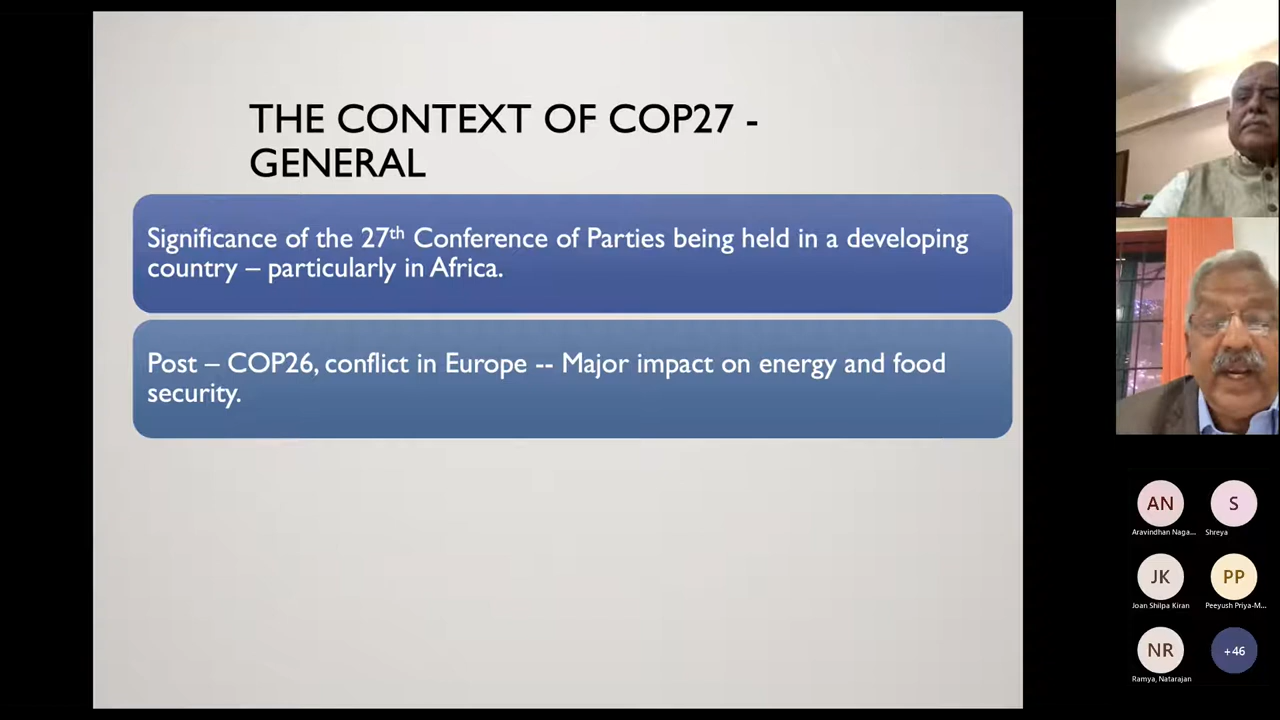 THE CONTEXT OF COP27 -
GENERAL
Significance of the 27th Conference of Parties being held in a developing
country – particularly in Africa.
Post – COP26, conflict in Europe -- Major impact on energy and food
security.
AN
Aravindhan Naga...
S
Shreya
JK
Joan Shilpa Kiran
PP
Peeyush Priya-M...
NR
Ramya, Natarajan
+46